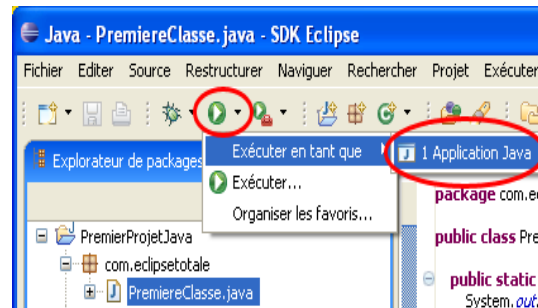 Java - PremiereClasse.java - SDK Eclipse
Fichier Editer Source Restructurer Naviguer Rechercher Projet Exécuter
Explorateur de packages
Exécuter en tant que
1 Application Java
Exécuter...
Organiser les favoris...
package com.ec
PremierProjetJava
public class Pre
com.eclipsetotale
public static
PremiereClasse.java
System.out.